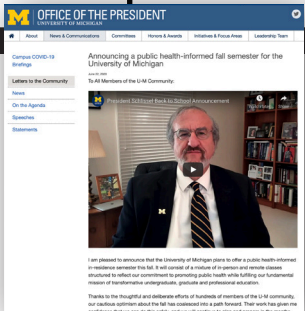 M OFFICE OF THE PRESIDENT
UNIVERSITY OF MICHIGAN
About News & Communications Committees Honors & Awards Initiatives & Focus Areas Leadership Team
Campus COVID-19
Briefings
Letters to the Community
News
On the Agenda
Speeches
Statements
Announcing a public health-informed fall semester for the
University of Michigan
To All Members of the U-M Community:
M President Schlissel Back to School Announcement
I am pleased to announce that the University of Michigan plans to offer a public health-informed
in-residence semester this fall. It will consist of a mixture of in-person and remote classes
structured to reflect our commitment to promoting public health while fulfilling our fundamental
mission of transformative undergraduate, graduate and professional education.
Thanks to the thoughtful and deliberate efforts of hundreds of members of the U-M community,
our cautious optimism about the fall has coalesced into a path forward. Their work has given me